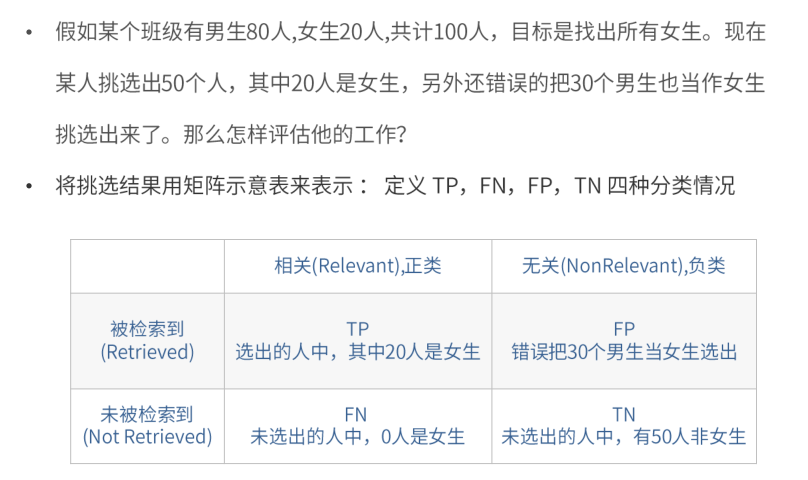 • 假如某个班级有男生80人,女生20人,共计100人，目标是找出所有女生。现在
某人挑选出50个人，其中20人是女生，另外还错误的把30个男生也当作女生
挑选出来了。那么怎样评估他的工作?
• 将挑选结果用矩阵示意表来表示： 定义 TP，FN，FP，TN 四种分类情况
相关(Relevant),正类
无关(NonRelevant),负类
被检索到
(Retrieved)
TP
选出的人中，其中20人是女生
FP
错误把30个男生当女生选出
未被检索到
(Not Retrieved)
FN
未选出的人中，0人是女生
TN
未选出的人中，有50人非女生